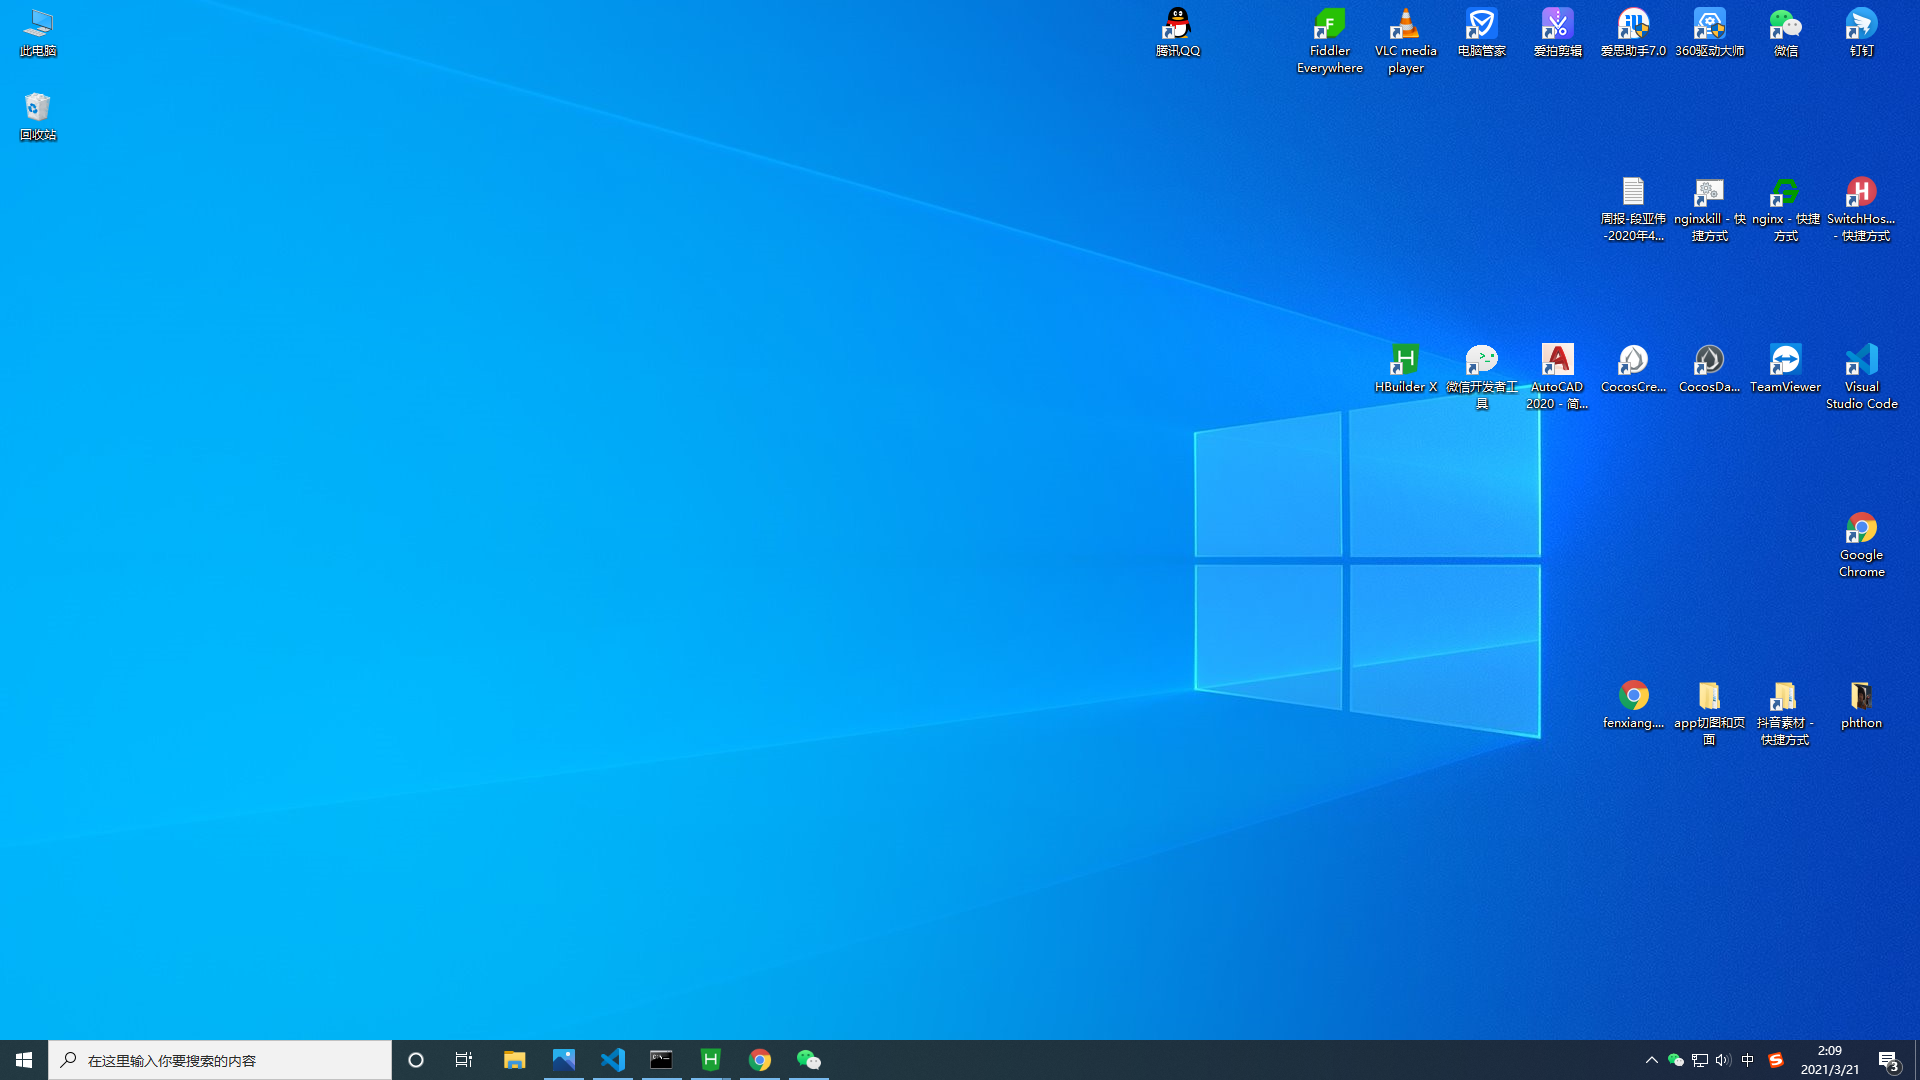 此电脑
回收站
腾讯QQ
Fiddler
Everywhere
VLC media
player
电脑管家
爱拍剪辑
爱思助手7.0
360驱动大师
微信
钉钉
周报-段亚伟
-2020年4...
nginxkill - 快
捷方式
nginx - 快捷
方式
SwitchHos...
- 快捷方式
HBuilder X
微信开发者工
具
AutoCAD
2020 - 简...
CocosCre...
CocosDa...
TeamViewer
Visual
Studio Code
Google
Chrome
fenxiang....
app切图和页
面
抖音素材 -
快捷方式
phthon
在这里输入你要搜索的内容
中
2:09
2021/3/21
3